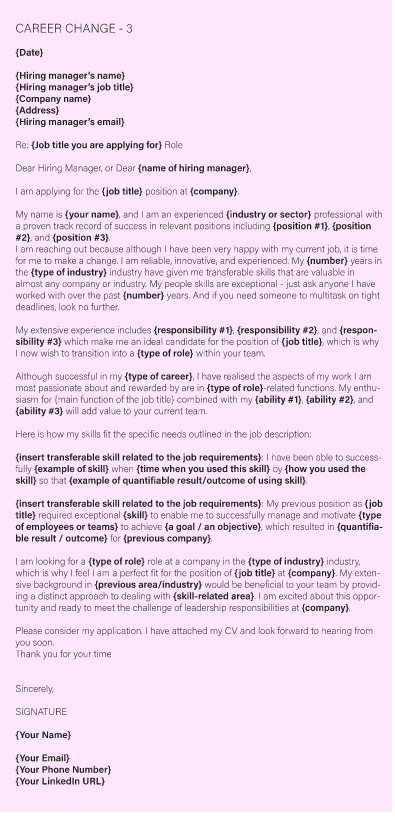 CAREER CHANGE - 3
{Date}
{Hiring manager's name}
{Hiring manager's job title}
{Company name}
{Address}
{Hiring manager's email}
Re: {Job title you are applying for} Role
Dear Hiring Manager, or Dear {name of hiring manager},
I am applying for the {job title} position at {company}.
My name is {your name}, and I am an experienced {industry or sector} professional with
a proven track record of success in relevant positions including {position #1}, {position
#2}, and {position #3}.
I am reaching out because although I have been very happy with my current job, it is time
for me to make a change. I am reliable, innovative, and experienced. My {number} years in
the {type of industry} industry have given me transferable skills that are valuable in
almost any company or industry. My people skills are exceptional - just ask anyone I have
worked with over the past {number} years. And if you need someone to multitask on tight
deadlines, look no further.
My extensive experience includes {responsibility #1}, {responsibility #2}, and {respon-
sibility #3} which make me an ideal candidate for the position of {job title}, which is why
I now wish to transition into a {type of role} within your team.
Although successful in my {type of career}, I have realised the aspects of my work I am
most passionate about and rewarded by are in {type of role}-related functions. My enthu-
siasm for {main function of the job title} combined with my {ability #1}, {ability #2}, and
{ability #3} will add value to your current team.
Here is how my skills fit the specific needs outlined in the job description:
{insert transferable skill related to the job requirements}: I have been able to success-
fully {example of skill} when {time when you used this skill} by {how you used the
skill} so that {example of quantifiable result/outcome of using skill}.
{insert transferable skill related to the job requirements}: My previous position as {job
title} required exceptional {skill} to enable me to successfully manage and motivate {type
of employees or teams} to achieve {a goal / an objective}, which resulted in {quantifia-
ble result / outcome} for {previous company}.
I am looking for a {type of role} role at a company in the {type of industry} industry,
which is why I feel I am a perfect fit for the position of {job title} at {company}. My exten-
sive background in {previous area/industry} would be beneficial to your team by provid-
ing a distinct approach to dealing with {skill-related area}. I am excited about this oppor-
tunity and ready to meet the challenge of leadership responsibilities at {company}.
Please consider my application. I have attached my CV and look forward to hearing from
you soon.
Thank you for your time
Sincerely,
SIGNATURE
{Your Name}
{Your Email}
{Your Phone Number}
{Your LinkedIn URL}